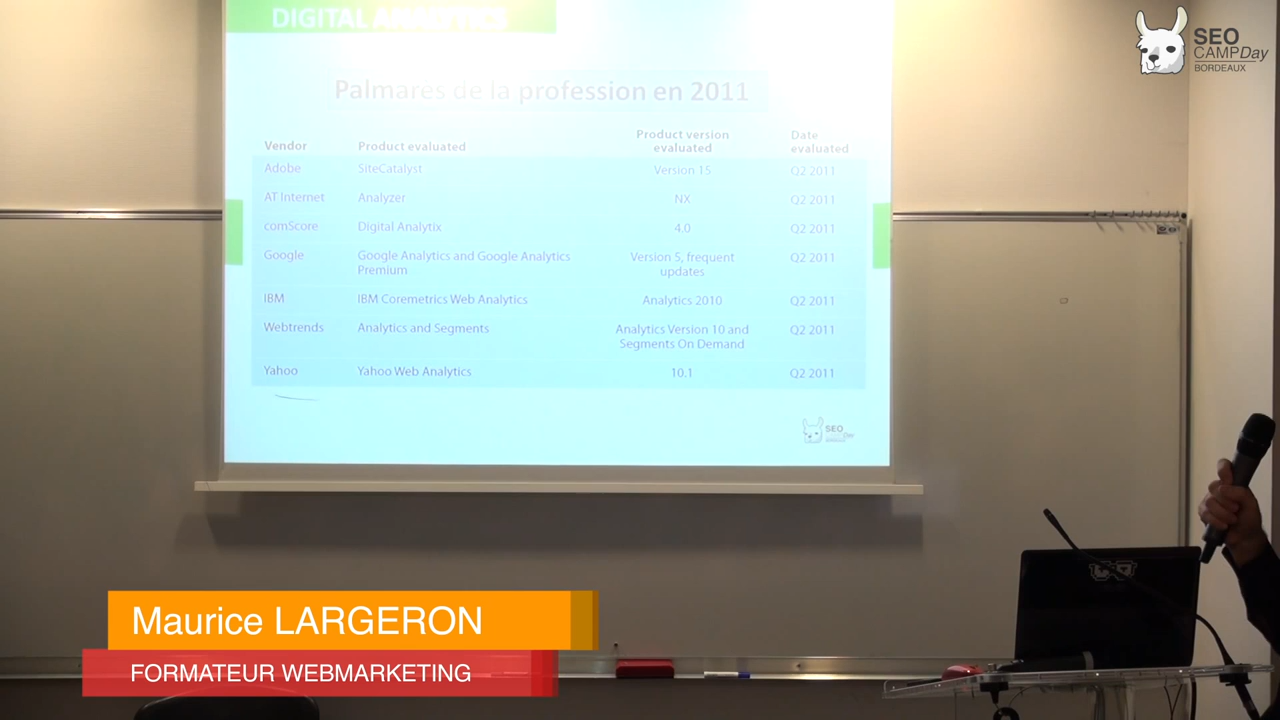 DIGITAL ANALYTICS
SEO
CAMPDay
BORDEAUX
Palmarès de la profession en 2011
Vendor Product evaluated Product version evaluated Date evaluated
Adobe SiteCatalyst Version 15 Q2 2011
AT Internet Analyzer NX Q2 2011
comScore Digital Analytix 4.0 Q2 2011
Google Google Analytics and Google Analytics Premium Version 5, frequent updates Q2 2011
IBM IBM Coremetrics Web Analytics Analytics 2010 Q2 2011
Webtrends Analytics and Segments Analytics Version 10 and Segments On Demand Q2 2011
Yahoo Yahoo Web Analytics 10.1 Q2 2011
SEO
Maurice LARGERON
FORMATEUR WEBMARKETING